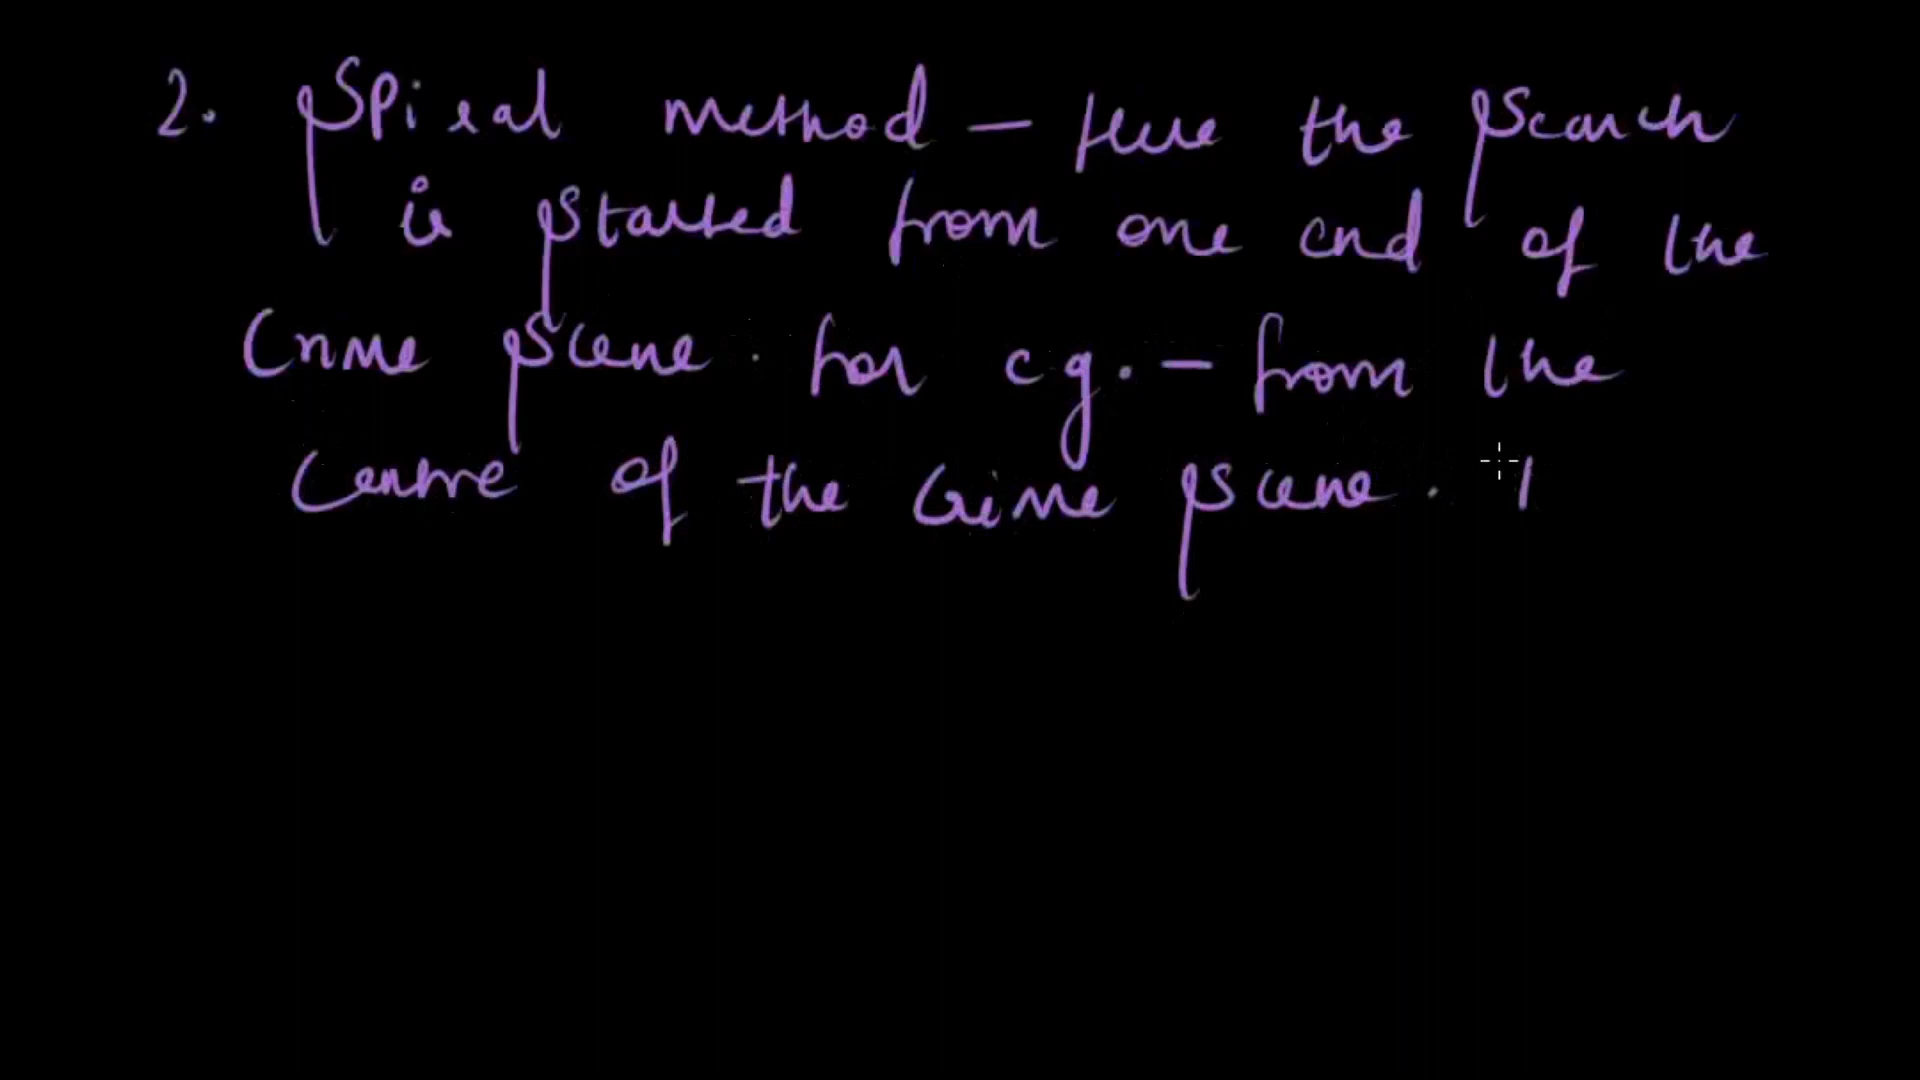 2. Spiral method - Here the search
is started from one end of the
crime scene. For eg. - from the
centre of the crime scene.